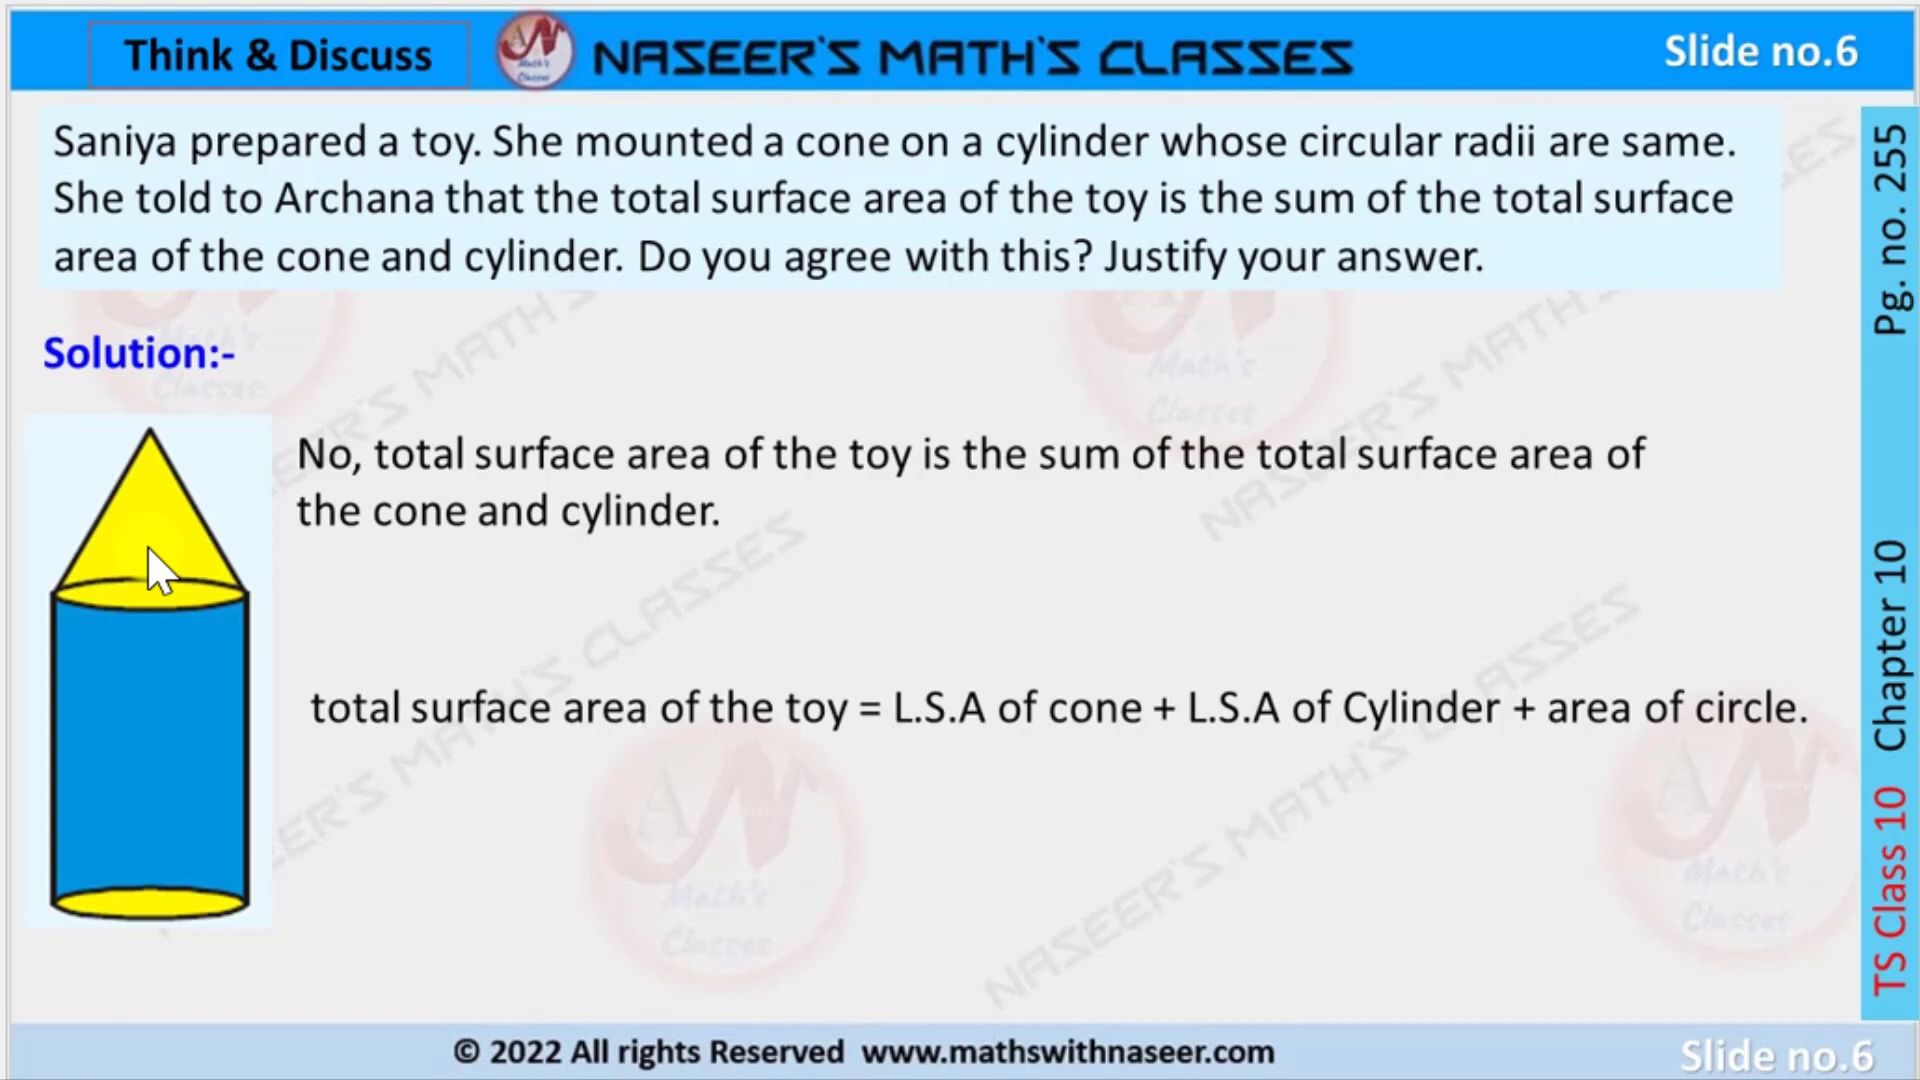 Think & Discuss
AN
Math's
Classes
NASEER'S MATH'S CLASSES
Slide no.6
Saniya prepared a toy. She mounted a cone on a cylinder whose circular radii are same.
She told to Archana that the total surface area of the toy is the sum of the total surface
area of the cone and cylinder. Do you agree with this? Justify your answer.
Solution:-
No, total surface area of the toy is the sum of the total surface area of
the cone and cylinder.
total surface area of the toy = L.S.A of cone + L.S.A of Cylinder + area of circle.
TS Class 10 Chapter 10 Pg. no. 255
© 2022 All rights Reserved www.mathswithnaseer.com
Slide no.6